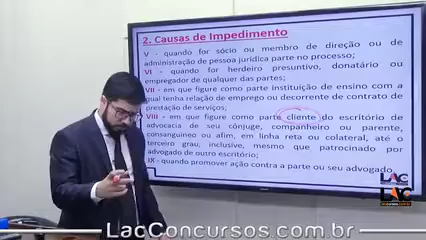 2. Causas de Impedimento
V - quando for sócio ou membro de direção ou de
administração de pessoa jurídica parte no processo;
VI - quando for herdeiro presuntivo, donatário ou
empregador de qualquer das partes;
VII - em que figure como parte instituição de ensino com a
qual tenha relação de emprego ou decorrente de contrato de
prestação de serviços;
VIII - em que figure como parte cliente do escritório de
advocacia de seu cônjuge, companheiro ou parente,
consanguíneo ou afim, em linha reta ou colateral, até o
terceiro grau, inclusive, mesmo que patrocinado por
advogado de outro escritório;
IX - quando promover ação contra a parte ou seu advogado.
LAC
CONCURSOS
LAC
LacConcursos.com.br